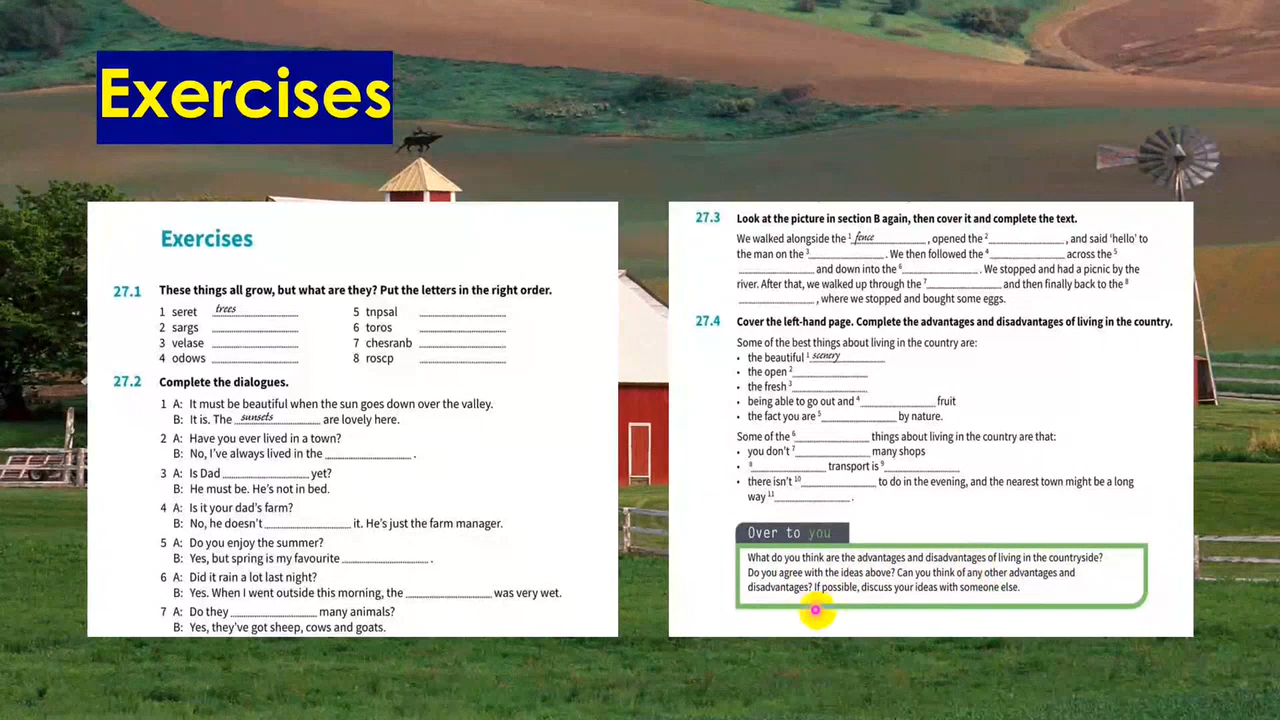 Exercises
Exercises
27.1 These things all grow, but what are they? Put the letters in the right order.
1 seret trees
2 sargs
3 velase
4 odows
5 tnpsal
6 toros
7 chesranb
8 roscp
27.2 Complete the dialogues.
1 A: It must be beautiful when the sun goes down over the valley.
B: It is. The sunsets are lovely here.
2 A: Have you ever lived in a town?
B: No, I've always lived in the .
3 A: Is Dad yet?
B: He must be. He's not in bed.
4 A: Is it your dad's farm?
B: No, he doesn't it. He's just the farm manager.
5 A: Do you enjoy the summer?
B: Yes, but spring is my favourite .
6 A: Did it rain a lot last night?
B: Yes. When I went outside this morning, the was very wet.
7 A: Do they many animals?
B: Yes, they've got sheep, cows and goats.
27.3 Look at the picture in section B again, then cover it and complete the text.
We walked alongside the 1 fence , opened the 2 , and said 'hello' to
the man on the 3 . We then followed the 4 across the 5
and down into the 6 . We stopped and had a picnic by the
river. After that, we walked up through the 7 and then finally back to the 8
, where we stopped and bought some eggs.
27.4 Cover the left-hand page. Complete the advantages and disadvantages of living in the country.
Some of the best things about living in the country are:
• the beautiful 1 scenery
• the open 2
• the fresh 3
• being able to go out and 4 fruit
• the fact you are 5 by nature.
Some of the 6 things about living in the country are that:
• you don't 7 many shops
• 8 transport is 9
• there isn't 10 to do in the evening, and the nearest town might be a long
way 11 .
Over to you
What do you think are the advantages and disadvantages of living in the countryside?
Do you agree with the ideas above? Can you think of any other advantages and
disadvantages? If possible, discuss your ideas with someone else.